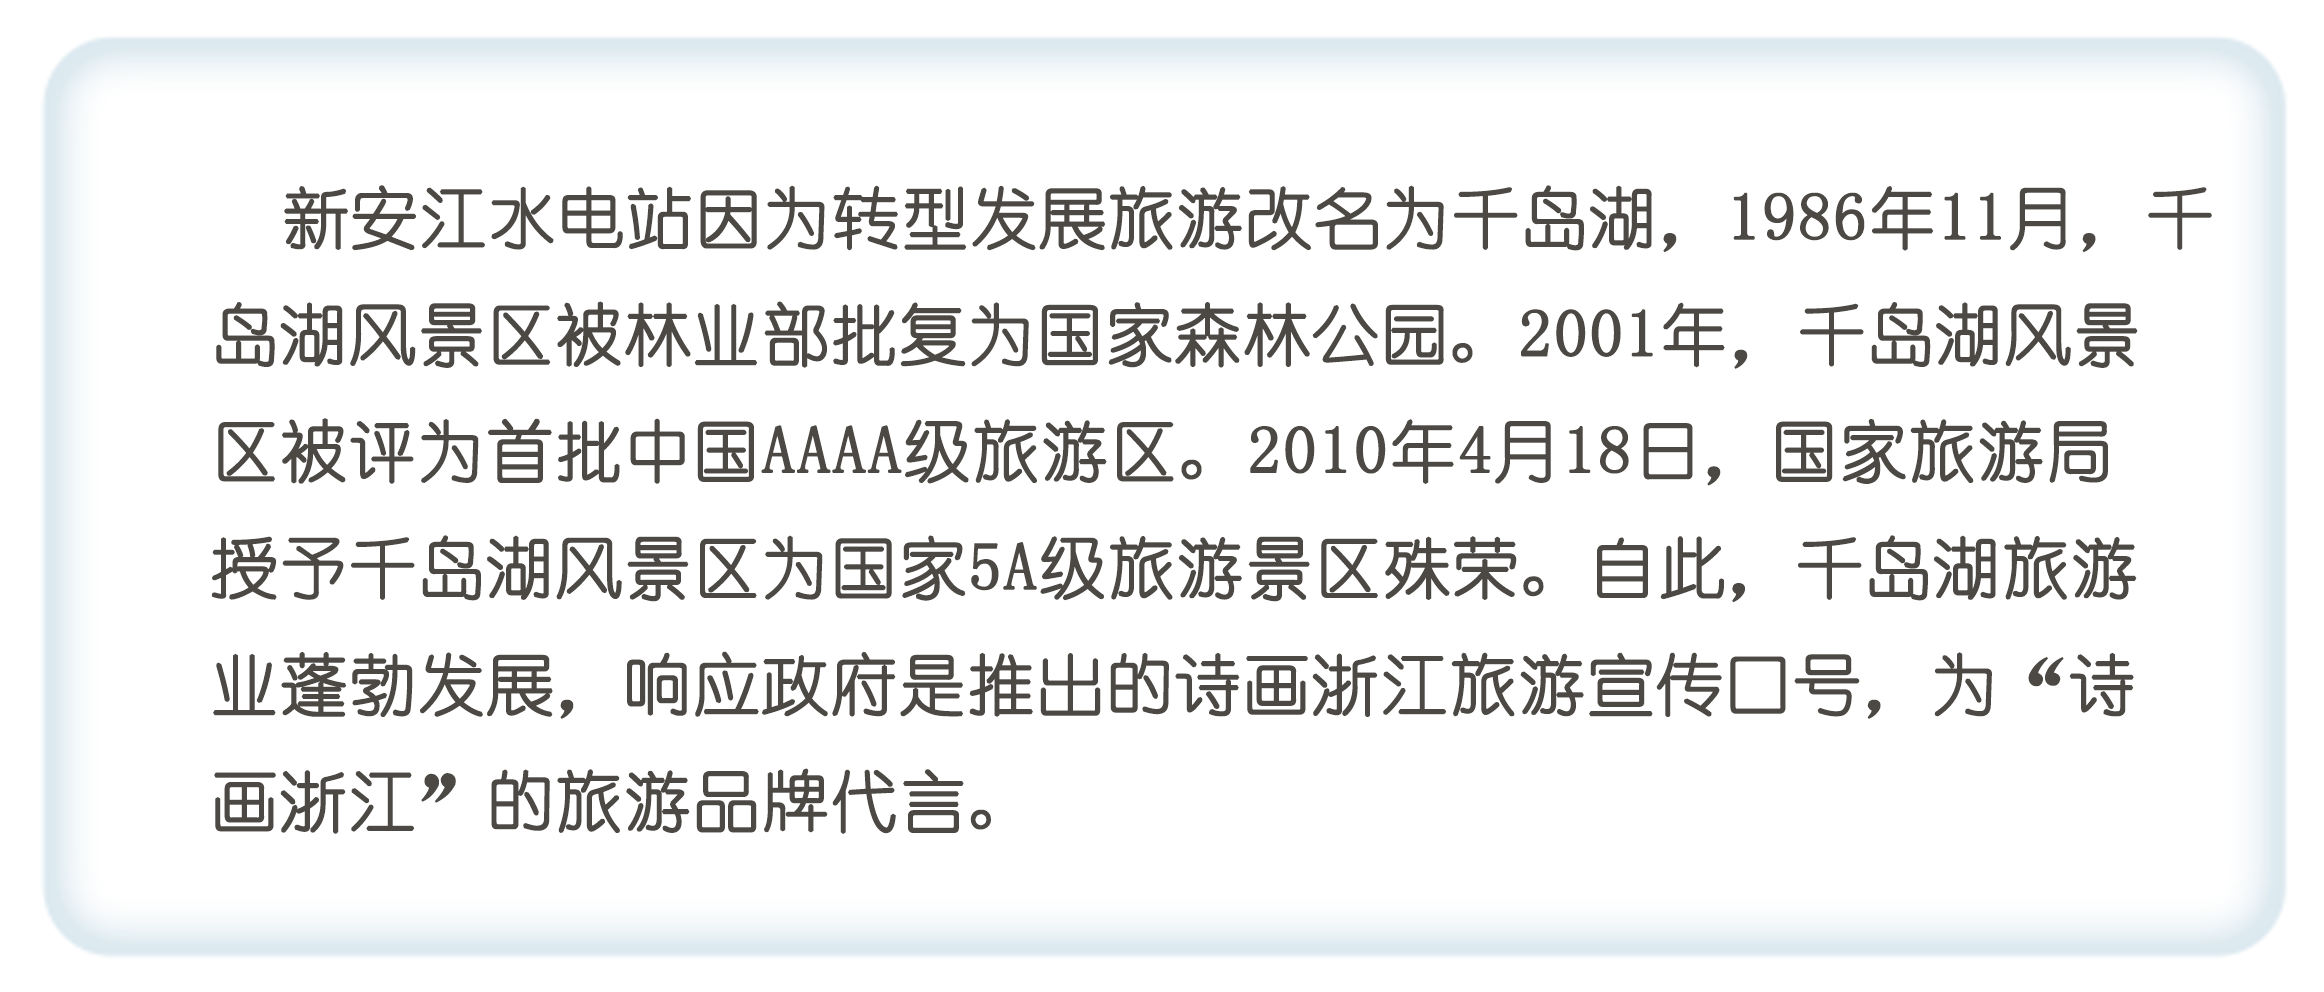 新安江水电站因为转型发展旅游改名为千岛湖，1986年11月，千
岛湖风景区被林业部批复为国家森林公园。2001年，千岛湖风景
区被评为首批中国AAAA级旅游区。2010年4月18日，国家旅游局
授予千岛湖风景区为国家5A级旅游景区殊荣。自此，千岛湖旅游
业蓬勃发展，响应政府是推出的诗画浙江旅游宣传口号，为“诗
画浙江”的旅游品牌代言。